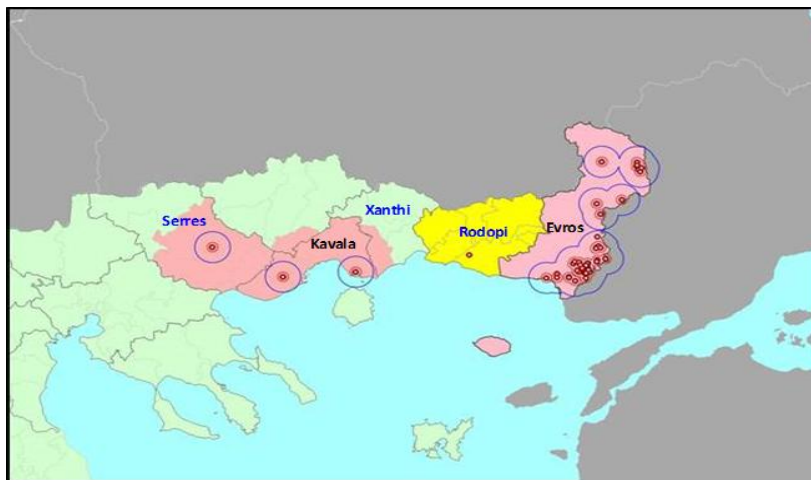 Serres
Kavala
Xanthi
Rodopi
Evros